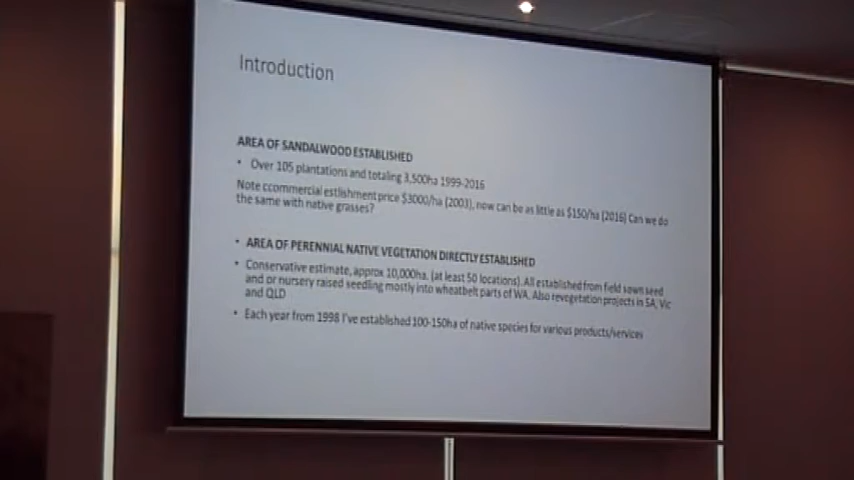 Introduction
AREA OF SANDALWOOD ESTABLISHED
• Over 105 plantations and totaling 3,500ha 1999-2016
Note ccommercial estlishment price $3000/ha (2003), now can be as little as $150/ha (2016) Can we do
the same with native grasses?
• AREA OF PERENNIAL NATIVE VEGETATION DIRECTLY ESTABLISHED
• Conservative estimate, approx 10,000ha. (at least 50 locations). All established from field sown seed
and or nursery raised seedling mostly into wheatbelt parts of WA. Also revegetation projects in SA, Vic
and QLD
• Each year from 1998 I've established 100-150ha of native species for various products/services